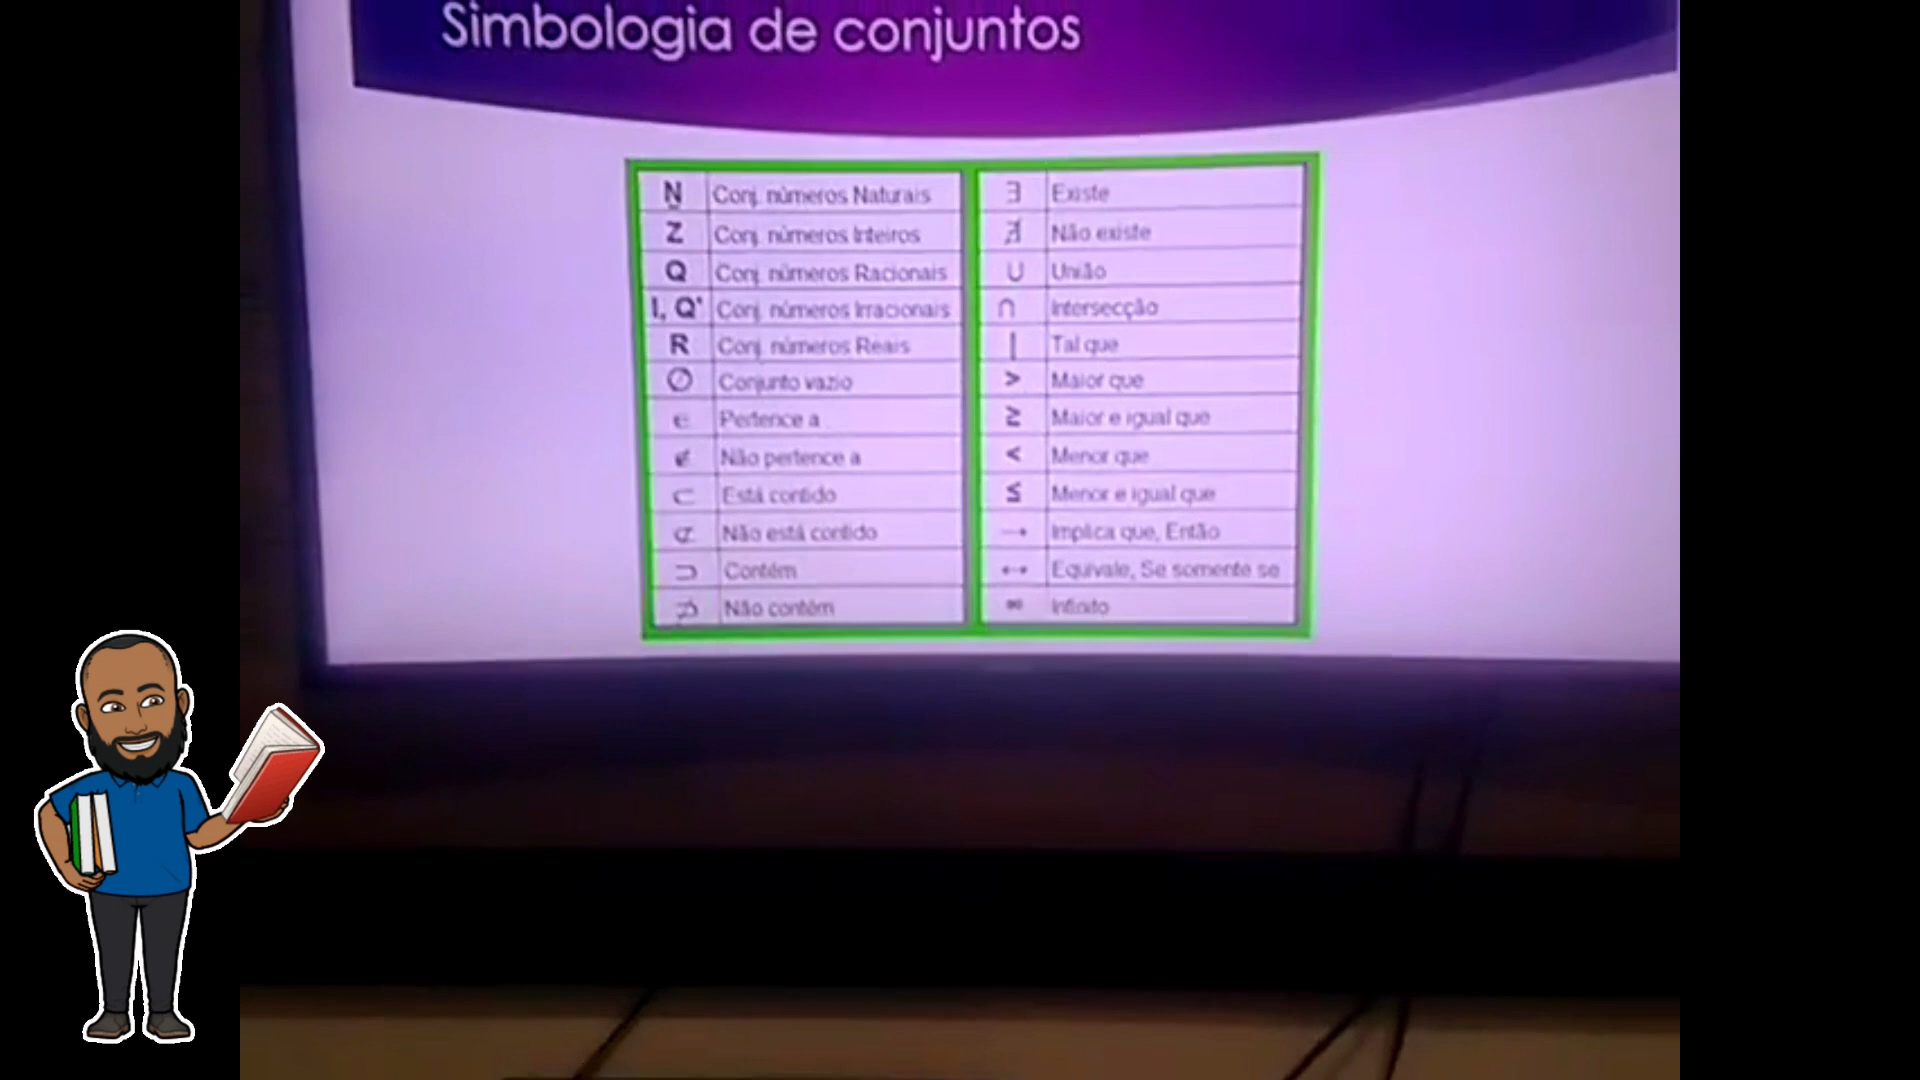 Simbologia de conjuntos
N Conj. números Naturais
Z Conj. números Inteiros
Q Conj. números Racionais
I, Q' Conj. números Irracionais
R Conj. números Reais
∅ Conjunto vazio
∈ Pertence a
∉ Não pertence a
⊂ Está contido
⊄ Não está contido
⊃ Contém
⊅ Não contém
∃ Existe
∄ Não existe
∪ União
∩ Intersecção
| Tal que
> Maior que
≥ Maior e igual que
< Menor que
≤ Menor e igual que
→ Implica que, Então
↔ Equivale, Se somente se
∞ Infinito